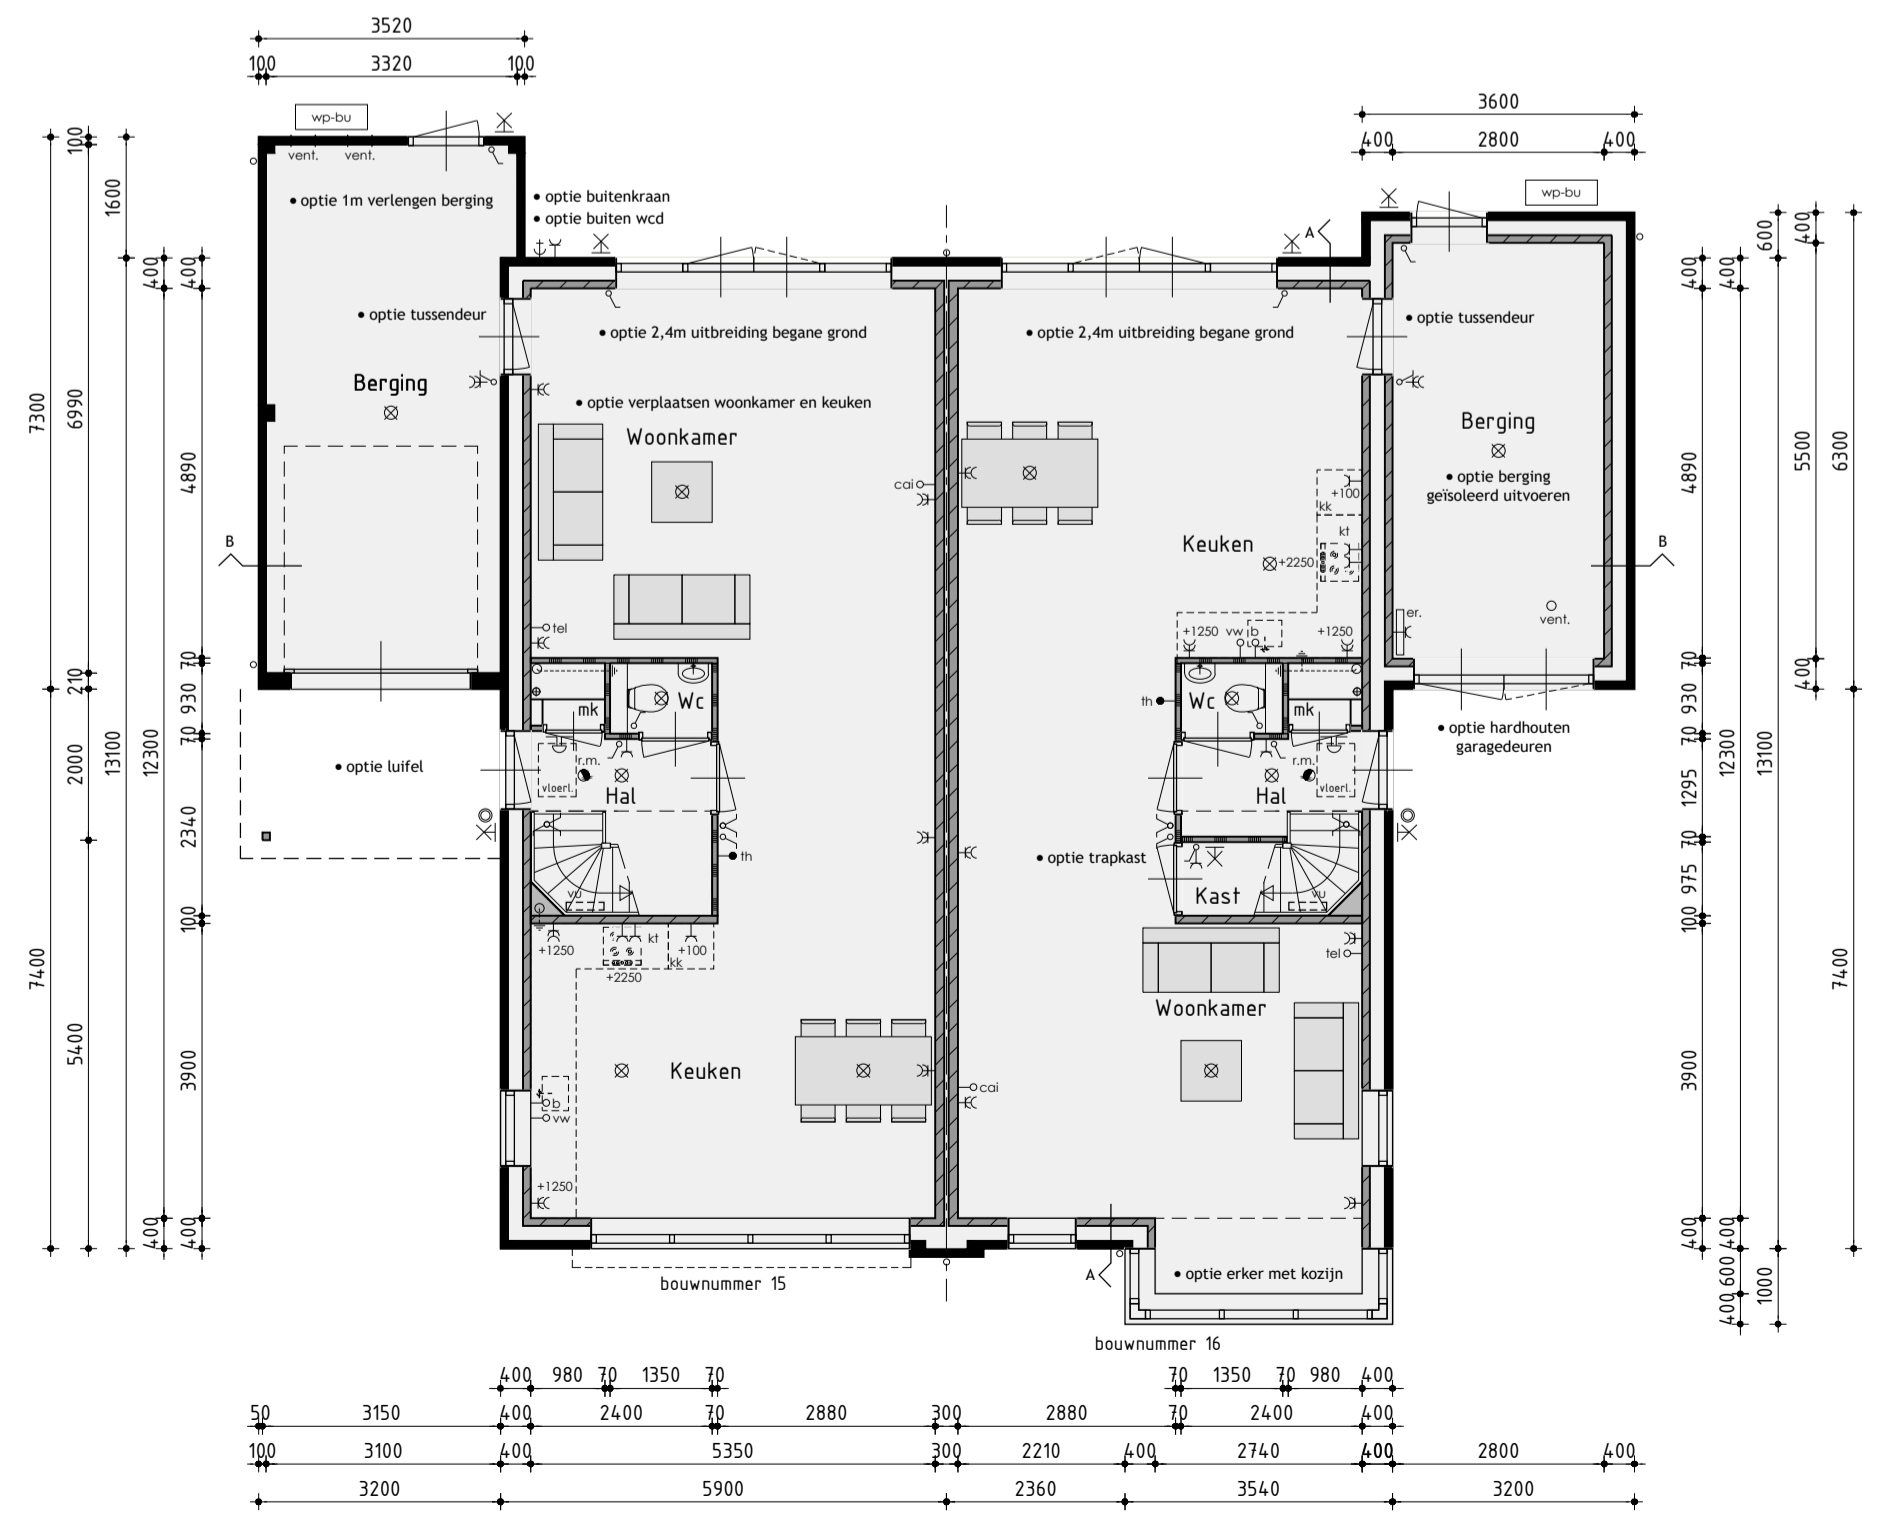 3520
100 3320 100
wp-bu
vent. vent.
• optie 1m verlengen berging
• optie buitenkraan
• optie buiten wcd
3600
400 2800 400
wp-bu
A
100
1600
400
400
600
400
400
400
• optie tussendeur
• optie 2,4m uitbreiding begane grond
• optie 2,4m uitbreiding begane grond
• optie tussendeur
Berging
• optie verplaatsen woonkamer en keuken
Woonkamer
cai
Berging
• optie berging
geïsoleerd uitvoeren
+100
kk
kt
Keuken
+2250
7300
6990
4890
4890
5500
6300
B
B
er.
vent.
tel
+1250 vw b +1250
210
70
930
70
2000
13100
12300
2340
100
70
930
70
1295
70
975
100
12300
13100
400
Wc
mk
th
Wc
mk
• optie hardhouten
garagedeuren
• optie luifel
r.m.
vloerl.
Hal
r.m.
vloerl.
Hal
th
• optie trapkast
vu
Kast
vu
+1250
kt
+100
kk
+2250
tel
Woonkamer
7400
5400
3900
3900
7400
Keuken
b
vw
cai
+1250
400
400
400
400
600
400
1000
A
• optie erker met kozijn
bouwnummer 15
bouwnummer 16
400 980 70 1350 70 70 1350 70 980 400
50 3150 400 2400 70 2880 300 2880 70 2400 400
100 3100 400 5350 300 2210 400 2740 400 2800 400
3200 5900 2360 3540 3200